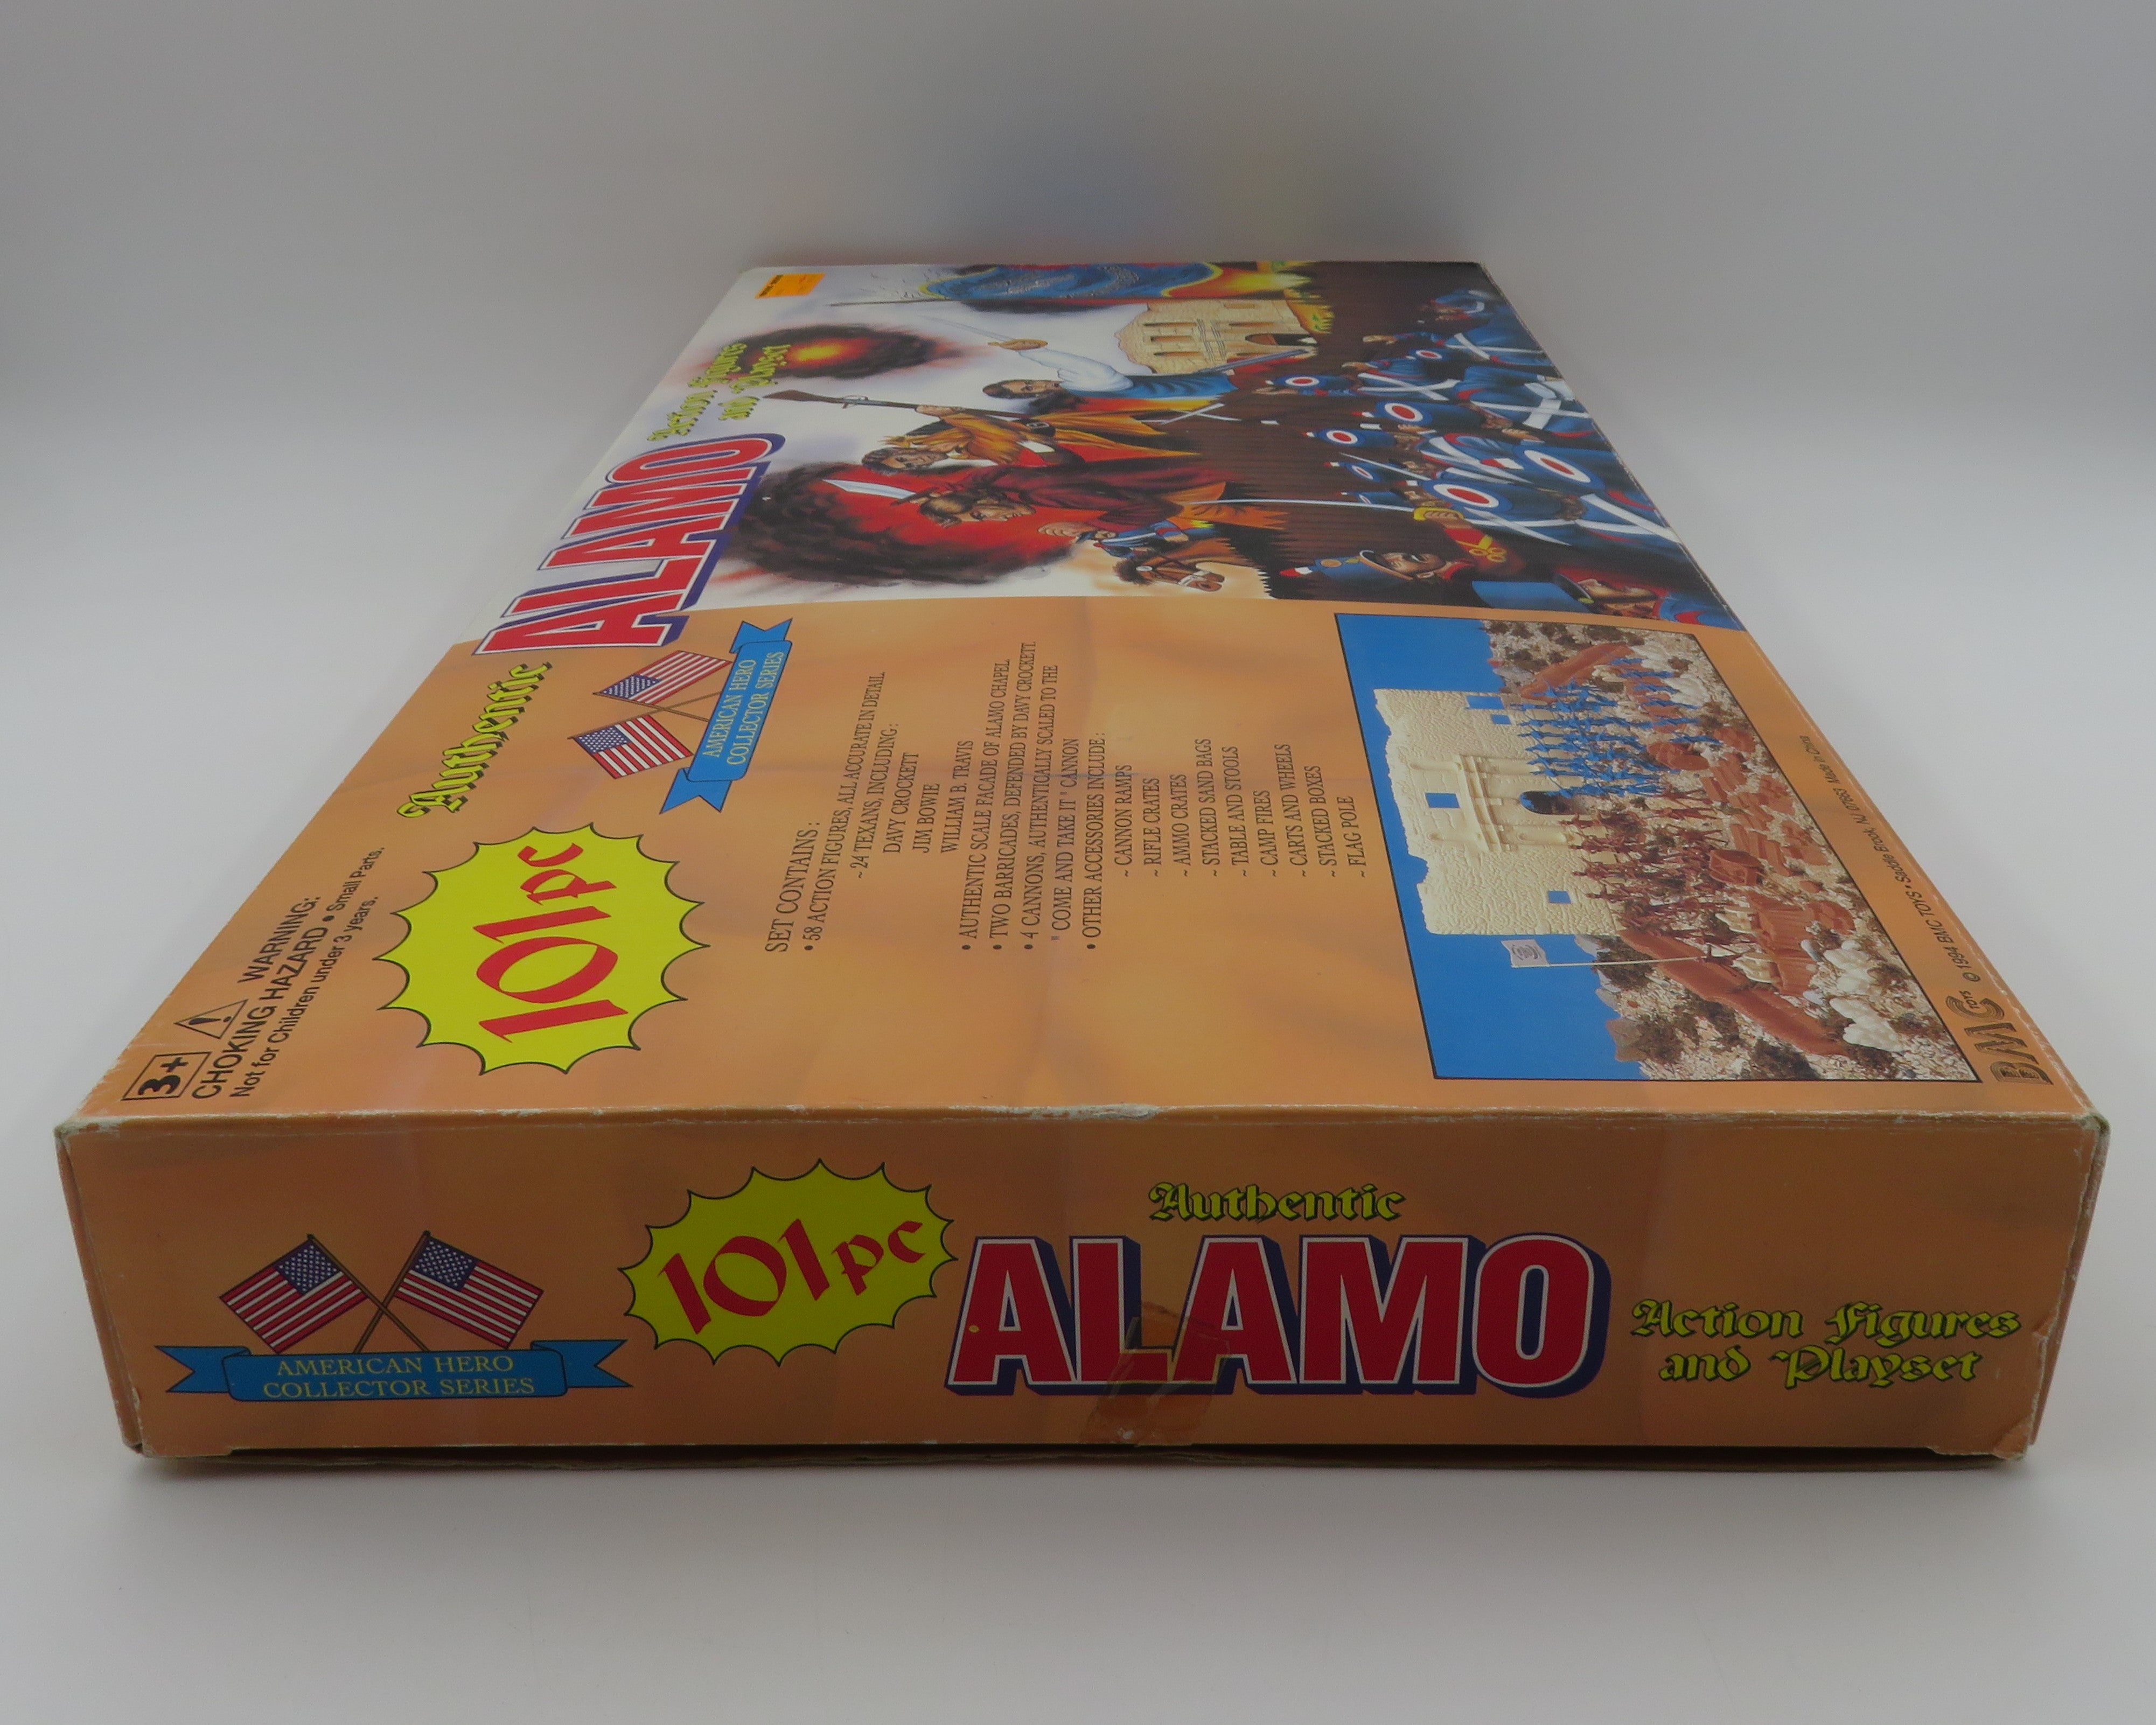 Authentic
ALAMO
Action Figures
and Playset
AMERICAN HERO
COLLECTOR SERIES
101pc
3+
WARNING:
CHOKING HAZARD • Small Parts.
Not for Children under 3 years.
SET CONTAINS :
• 58 ACTION FIGURES, ALL ACCURATE IN DETAIL
~ 24 TEXANS, INCLUDING :
DAVY CROCKETT
JIM BOWIE
WILLIAM B. TRAVIS
• AUTHENTIC SCALE FACADE OF ALAMO CHAPEL
• TWO BARRICADES, DEFENDED BY DAVY CROCKETT.
• 4 CANNONS, AUTHENTICALLY SCALED TO THE
" COME AND TAKE IT " CANNON
• OTHER ACCESSORIES INCLUDE :
~ CANNON RAMPS
~ RIFLE CRATES
~ AMMO CRATES
~ STACKED SAND BAGS
~ TABLE AND STOOLS
~ CAMP FIRES
~ CARTS AND WHEELS
~ STACKED BOXES
~ FLAG POLE
BMC TOYS © 1994 BMC TOYS • Saddle Brook, NJ 07663 Made in China
AMERICAN HERO
COLLECTOR SERIES
101pc
Authentic
ALAMO
Action Figures
and Playset